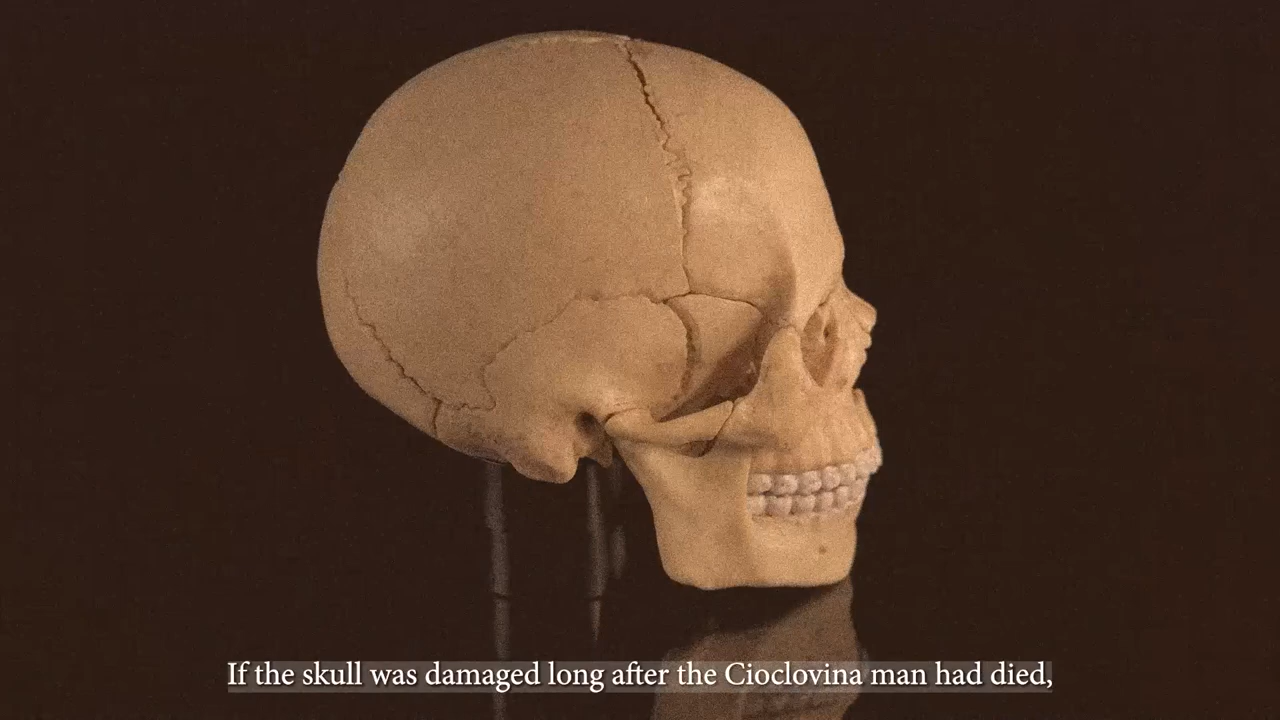 If the skull was damaged long after the Cioclovina man had died,